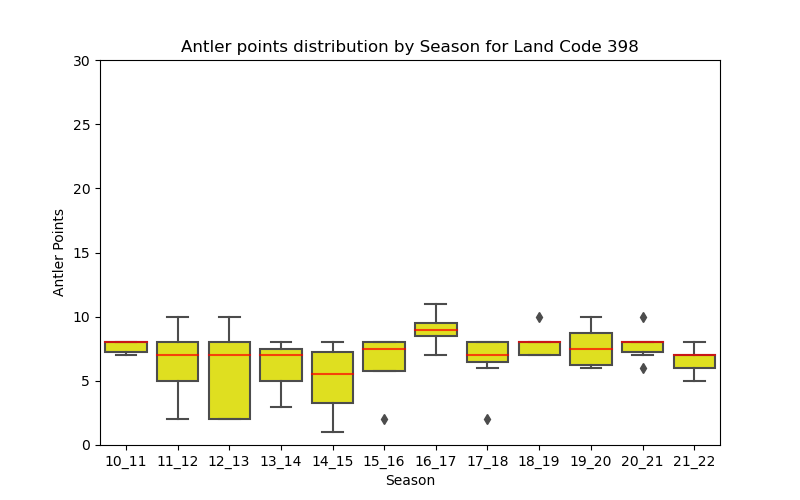 Antler points distribution by Season for Land Code 398
30
25
20
15
10
5
0
Antler Points
10_11 11_12 12_13 13_14 14_15 15_16 16_17 17_18 18_19 19_20 20_21 21_22
Season